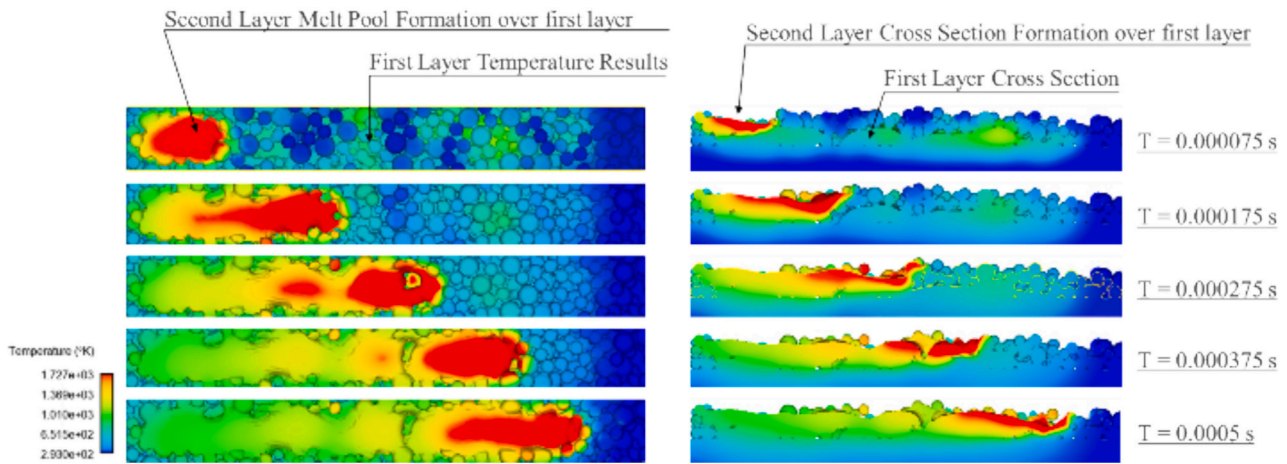 Second Layer Melt Pool Formation over first layer
First Layer Temperature Results
Second Layer Cross Section Formation over first layer
First Layer Cross Section
T = 0.000075 s
T = 0.000175 s
T = 0.000275 s
T = 0.000375 s
T = 0.0005 s
Temperature (°K)
1.727e+03
1.369e+03
1.010e+03
6.515e+02
2.930e+02